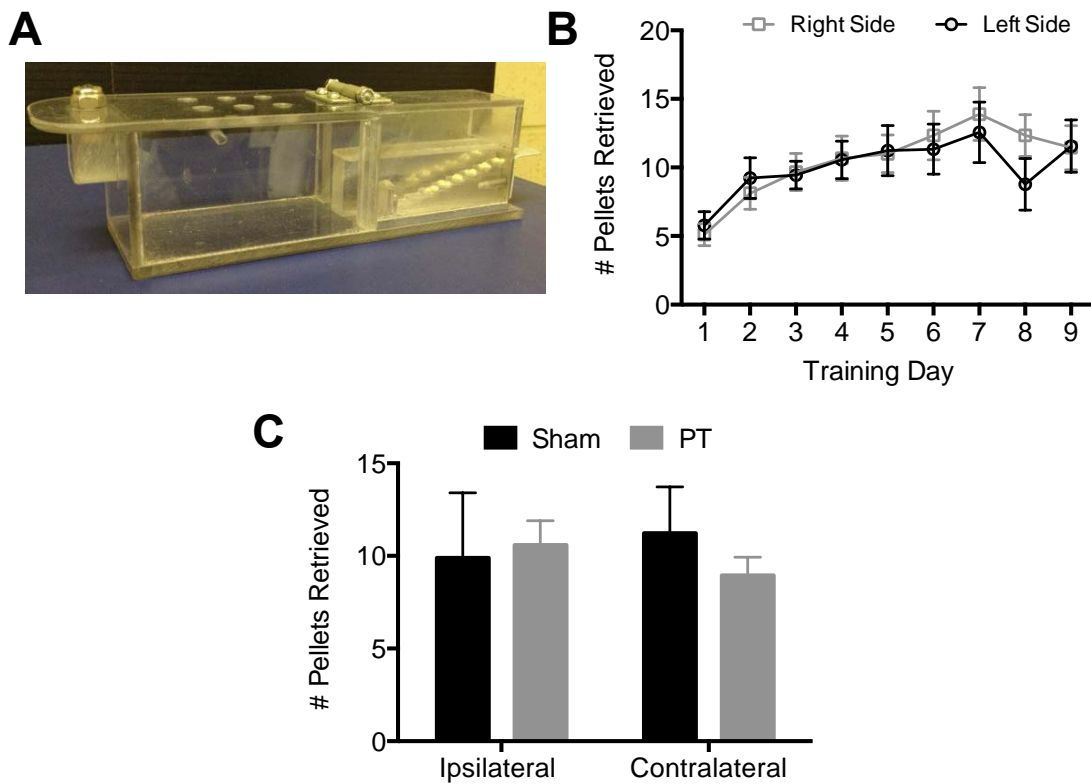 A
B
Right Side Left Side
# Pellets Retrieved
20
15
10
5
0
1 2 3 4 5 6 7 8 9
Training Day
C
Sham PT
# Pellets Retrieved
15
10
5
0
Ipsilateral Contralateral